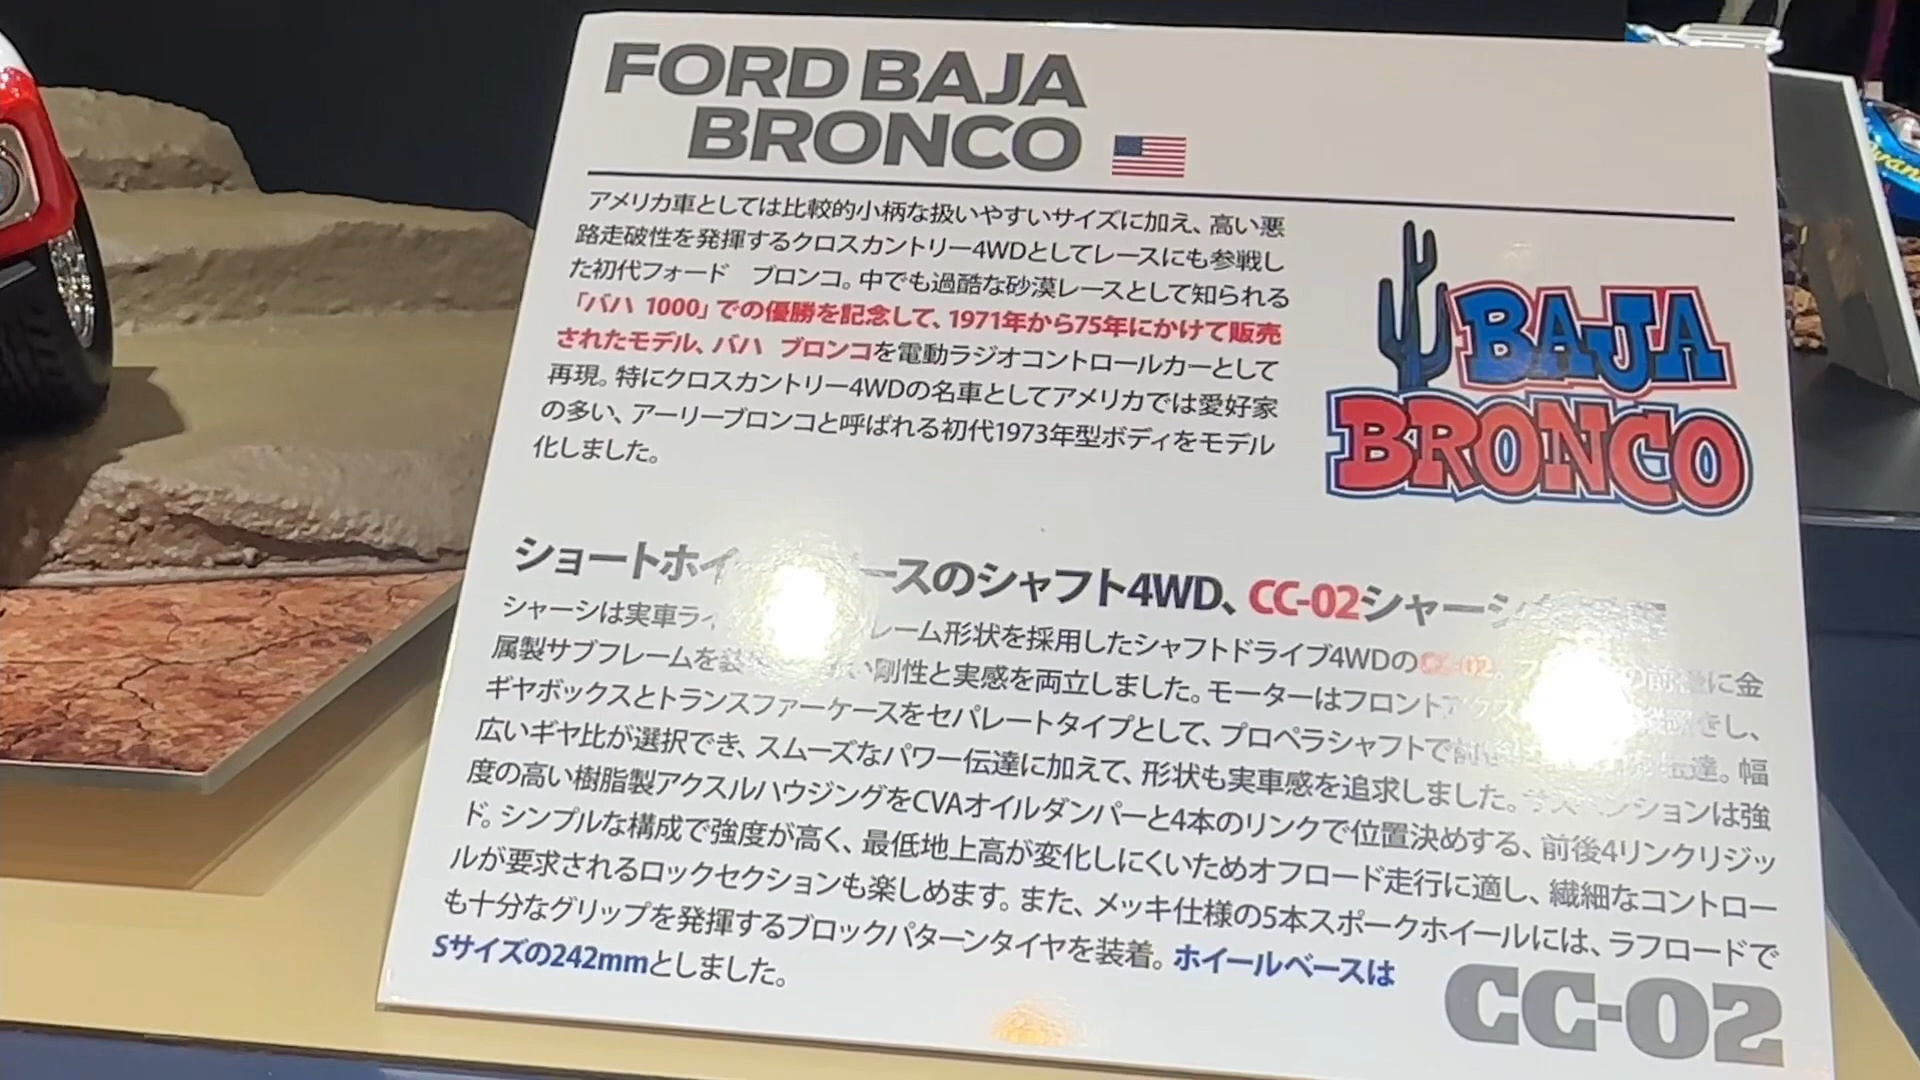 FORD BAJA
BRONCO
アメリカ車としては比較的小柄な扱いやすいサイズに加え、高い悪
路走破性を発揮するクロスカントリー4WDとしてレースにも参戦し
た初代フォード ブロンコ。中でも過酷な砂漠レースとして知られる
「バハ 1000」での優勝を記念して、1971年から75年にかけて販売
されたモデル、バハ ブロンコを電動ラジオコントロールカーとして
再現。特にクロスカントリー4WDの名車としてアメリカでは愛好家
の多い、アーリーブロンコと呼ばれる初代1973年型ボディをモデル
化しました。
BAJA
BRONCO
ショートホイ ースのシャフト4WD、CC-02シャーシ
シャーシは実車ライ レーム形状を採用したシャフトドライブ4WDのCC-02。 に金
属製サブフレームを装 い剛性と実感を両立しました。モーターはフロントアクス きし、
ギヤボックスとトランスファーケースをセパレートタイプとして、プロペラシャフトで前後 伝達。幅
広いギヤ比が選択でき、スムーズなパワー伝達に加えて、形状も実車感を追求しました。サスペンションは強
度の高い樹脂製アクスルハウジングをCVAオイルダンパーと4本のリンクで位置決めする、前後4リンクリジッ
ド。シンプルな構成で強度が高く、最低地上高が変化しにくいためオフロード走行に適し、繊細なコントロー
ルが要求されるロックセクションも楽しめます。また、メッキ仕様の5本スポークホイールには、ラフロードで
も十分なグリップを発揮するブロックパターンタイヤを装着。ホイールベースは
Sサイズの242mmとしました。
CC-02